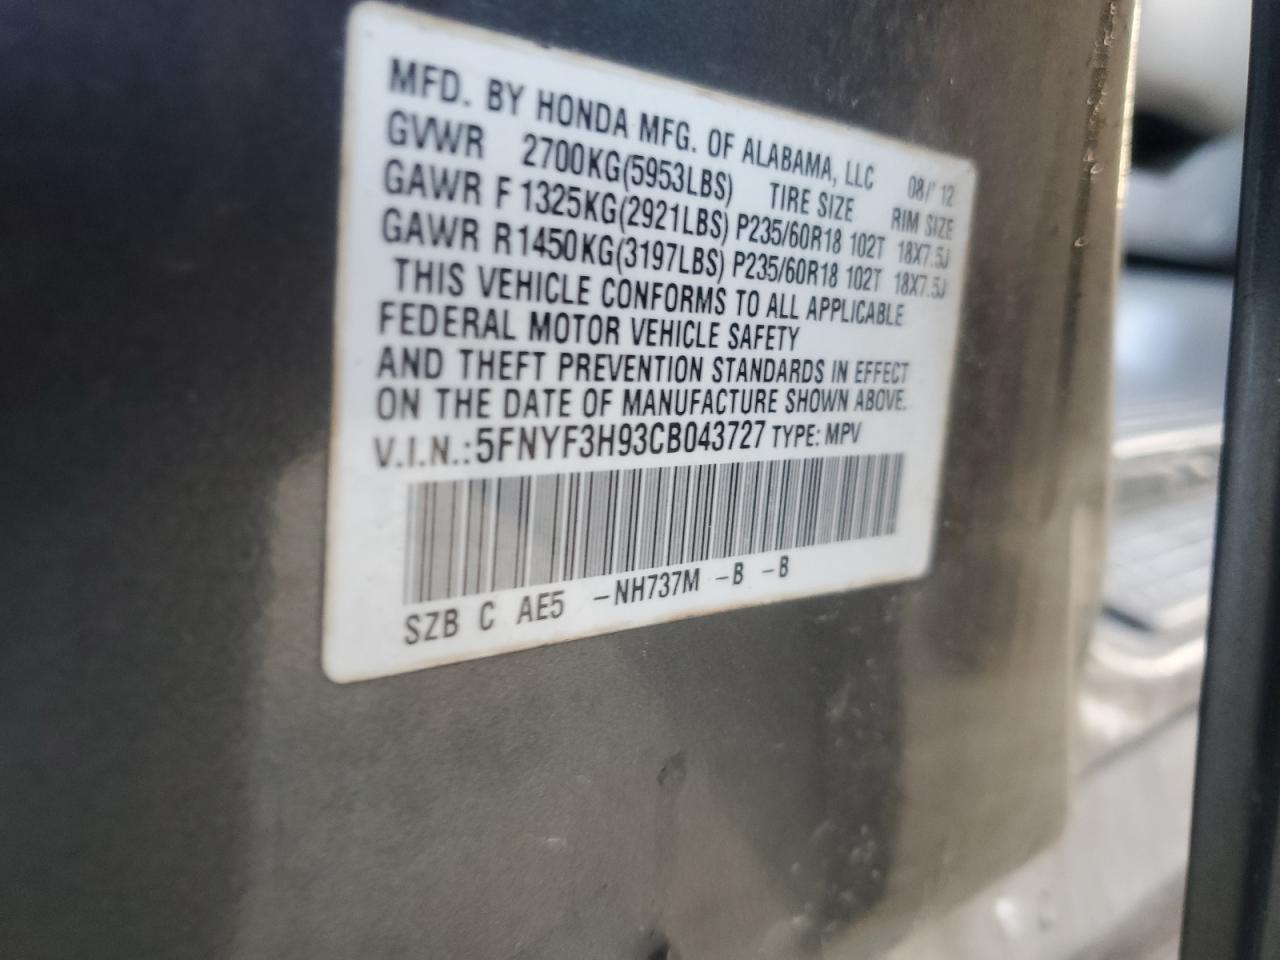 MFD. BY HONDA MFG. OF ALABAMA, LLC 08/'12
GVWR 2700KG(5953LBS) TIRE SIZE RIM SIZE
GAWR F 1325KG(2921LBS) P235/60R18 102T 18X7.5J
GAWR R 1450KG(3197LBS) P235/60R18 102T 18X7.5J
THIS VEHICLE CONFORMS TO ALL APPLICABLE
FEDERAL MOTOR VEHICLE SAFETY
AND THEFT PREVENTION STANDARDS IN EFFECT
ON THE DATE OF MANUFACTURE SHOWN ABOVE.
V.I.N.:5FNYF3H93CB043727 TYPE: MPV
SZB C AE5 -NH737M -B -B